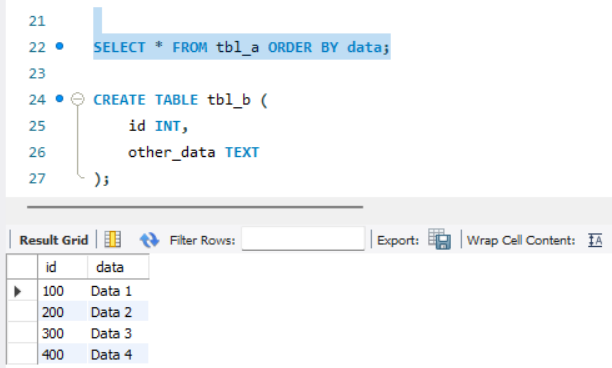 21
22 SELECT * FROM tbl_a ORDER BY data;
23
24 CREATE TABLE tbl_b (
25 id INT,
26 other_data TEXT
27 );
Result Grid Filter Rows: Export: Wrap Cell Content: IA
id data
100 Data 1
200 Data 2
300 Data 3
400 Data 4